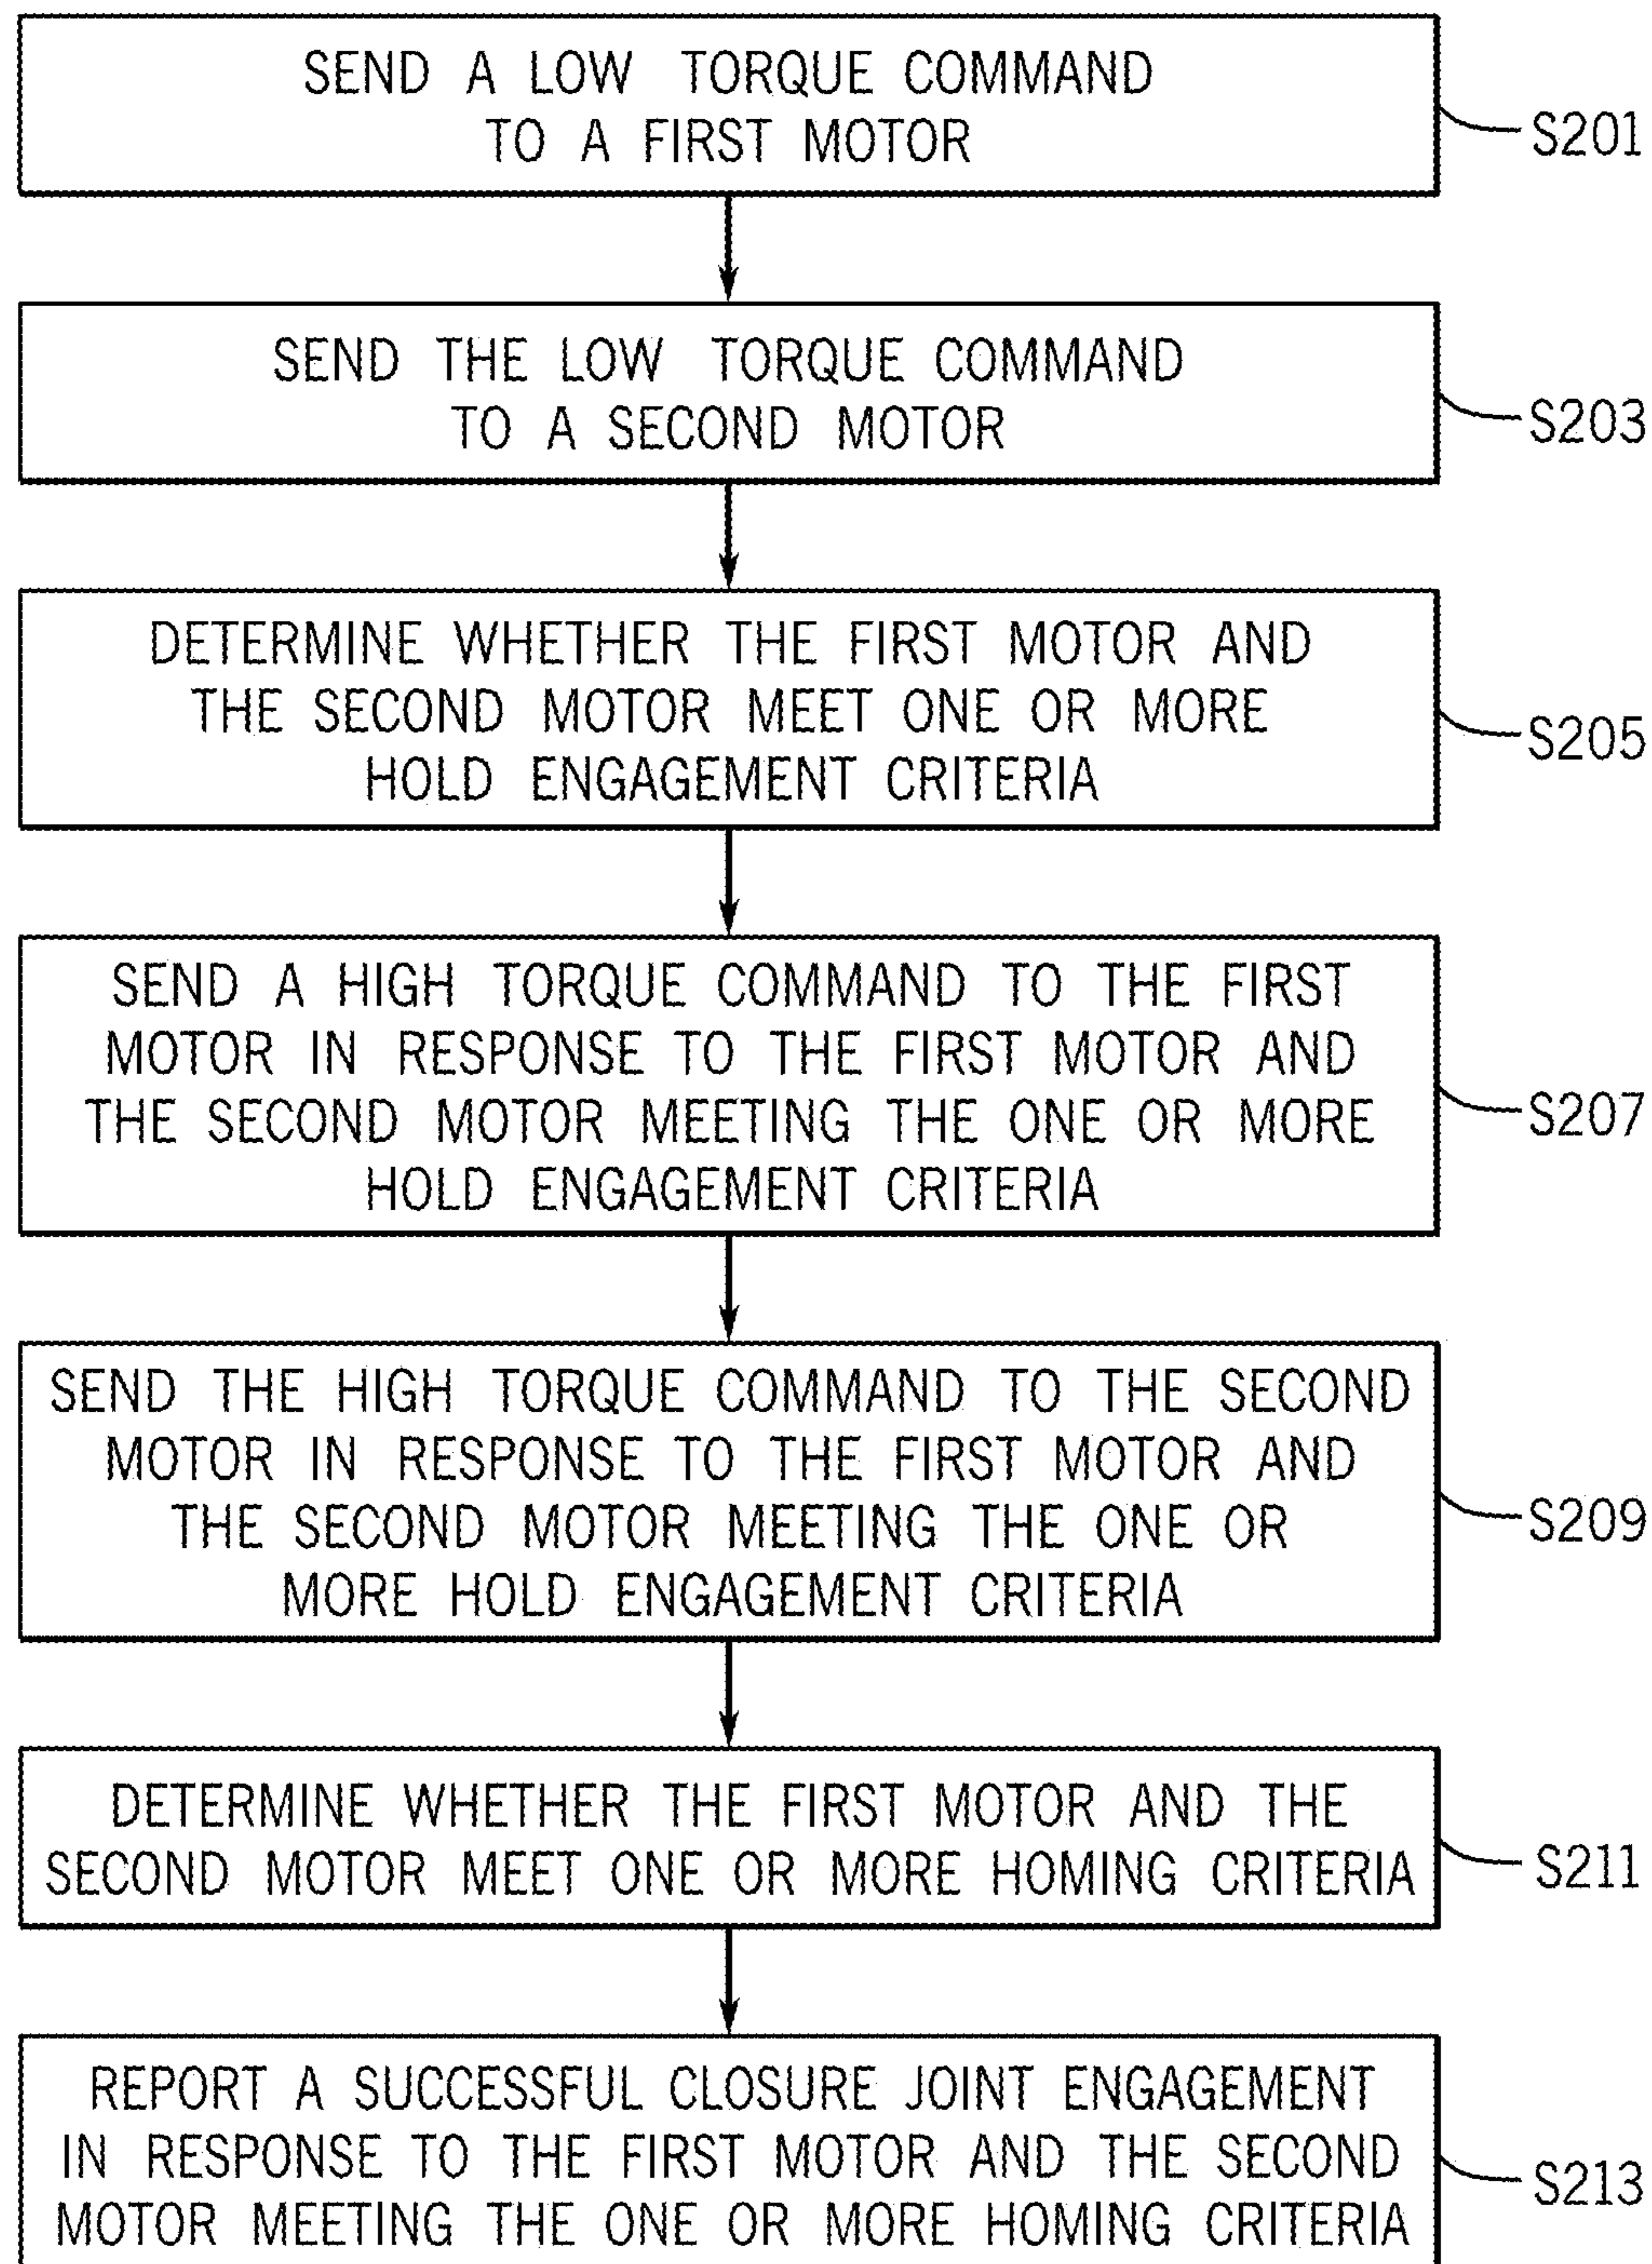 SEND A LOW TORQUE COMMAND
TO A FIRST MOTOR
S201
SEND THE LOW TORQUE COMMAND
TO A SECOND MOTOR
S203
DETERMINE WHETHER THE FIRST MOTOR AND
THE SECOND MOTOR MEET ONE OR MORE
HOLD ENGAGEMENT CRITERIA
S205
SEND A HIGH TORQUE COMMAND TO THE FIRST
MOTOR IN RESPONSE TO THE FIRST MOTOR AND
THE SECOND MOTOR MEETING THE ONE OR MORE
HOLD ENGAGEMENT CRITERIA
S207
SEND THE HIGH TORQUE COMMAND TO THE SECOND
MOTOR IN RESPONSE TO THE FIRST MOTOR AND
THE SECOND MOTOR MEETING THE ONE OR
MORE HOLD ENGAGEMENT CRITERIA
S209
DETERMINE WHETHER THE FIRST MOTOR AND THE
SECOND MOTOR MEET ONE OR MORE HOMING CRITERIA
S211
REPORT A SUCCESSFUL CLOSURE JOINT ENGAGEMENT
IN RESPONSE TO THE FIRST MOTOR AND THE SECOND
MOTOR MEETING THE ONE OR MORE HOMING CRITERIA
S213